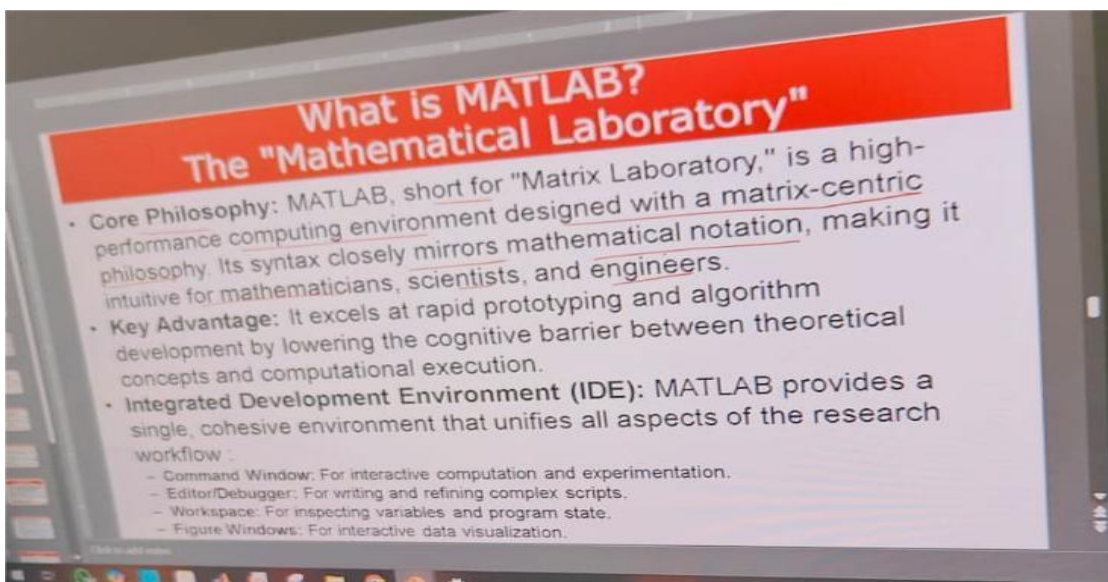 What is MATLAB?
The "Mathematical Laboratory"
• Core Philosophy: MATLAB, short for "Matrix Laboratory," is a high-
performance computing environment designed with a matrix-centric
philosophy. Its syntax closely mirrors mathematical notation, making it
intuitive for mathematicians, scientists, and engineers.
• Key Advantage: It excels at rapid prototyping and algorithm
development by lowering the cognitive barrier between theoretical
concepts and computational execution.
• Integrated Development Environment (IDE): MATLAB provides a
single, cohesive environment that unifies all aspects of the research
workflow :
– Command Window: For interactive computation and experimentation.
– Editor/Debugger: For writing and refining complex scripts.
– Workspace: For inspecting variables and program state.
– Figure Windows: For interactive data visualization.
Click to add notes